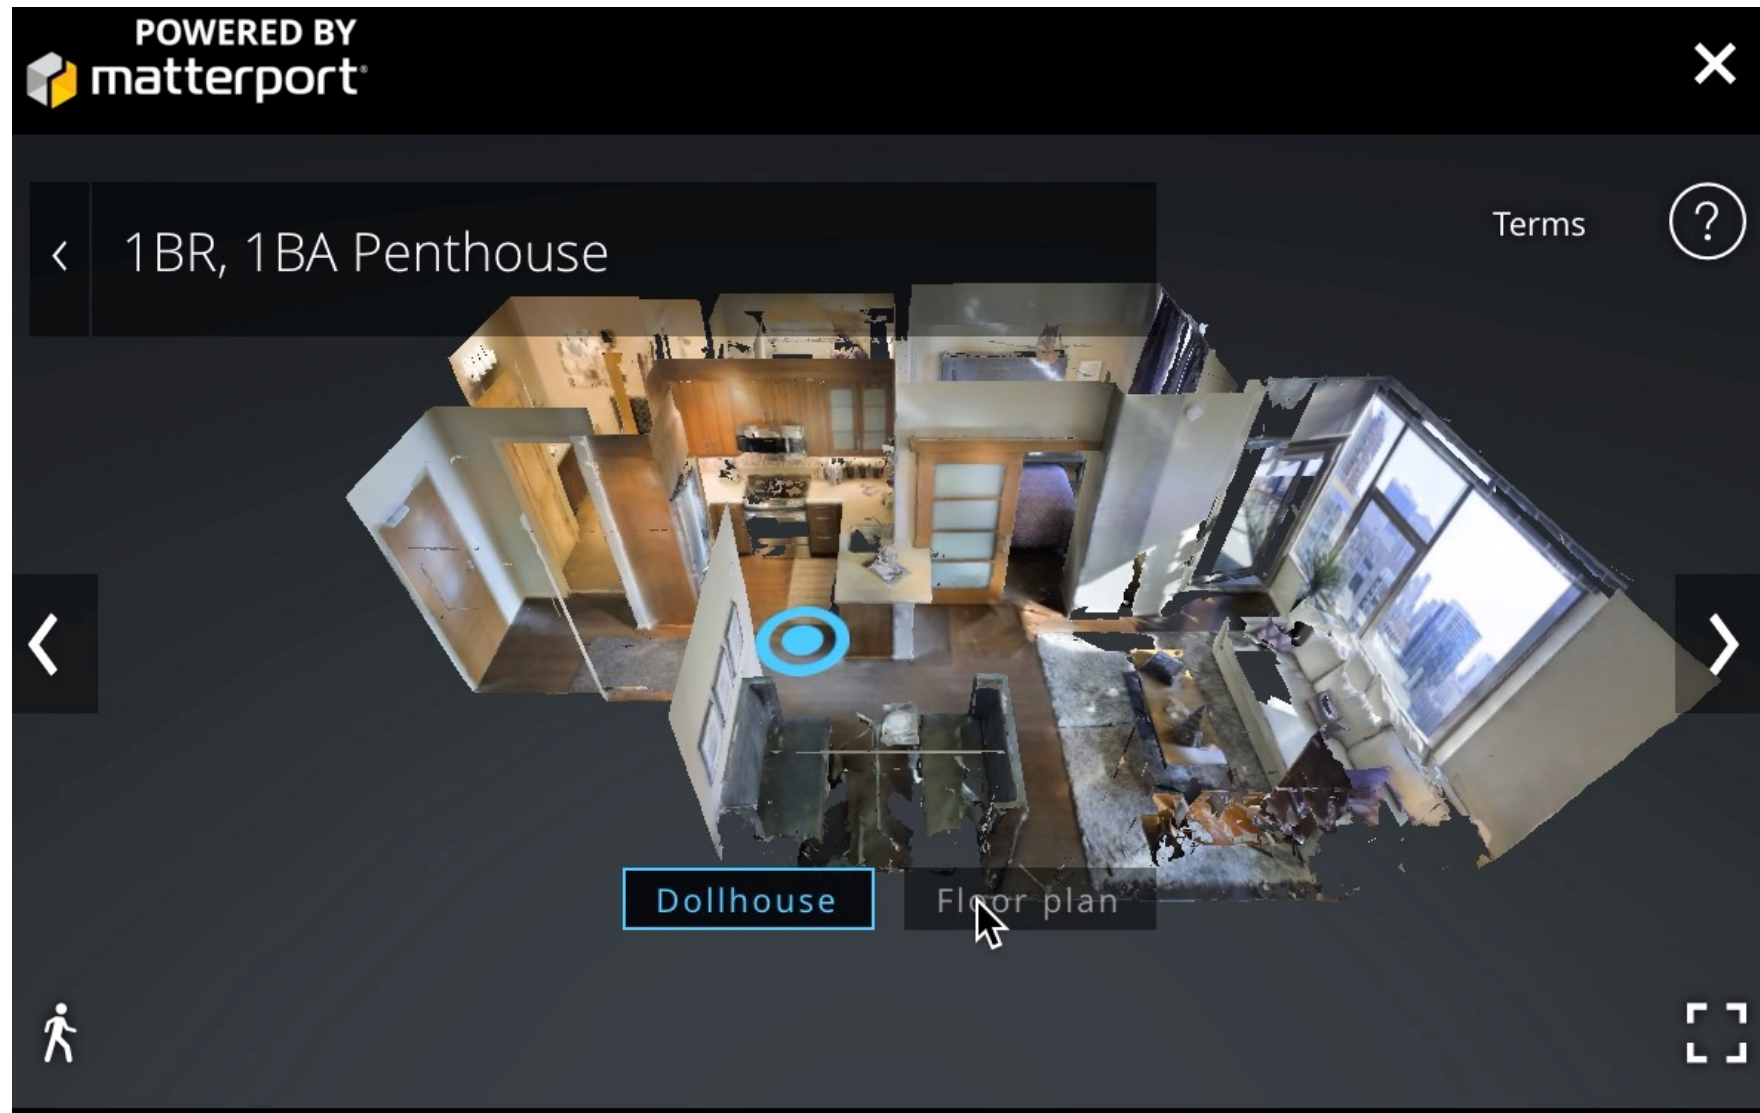 POWERED BY
matterport®
1BR, 1BA Penthouse
Terms
?
Dollhouse
Floor plan